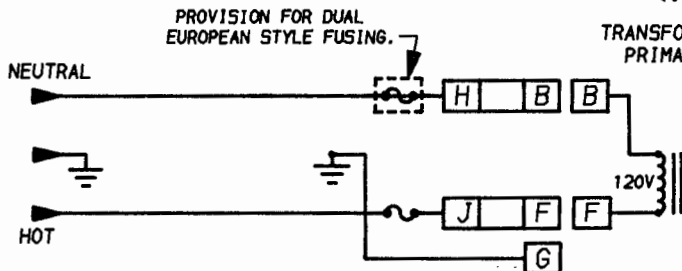 PROVISION FOR DUAL
EUROPEAN STYLE FUSING.
TRANSFO
PRIMA
NEUTRAL
H B B
120V
J F F
HOT
G